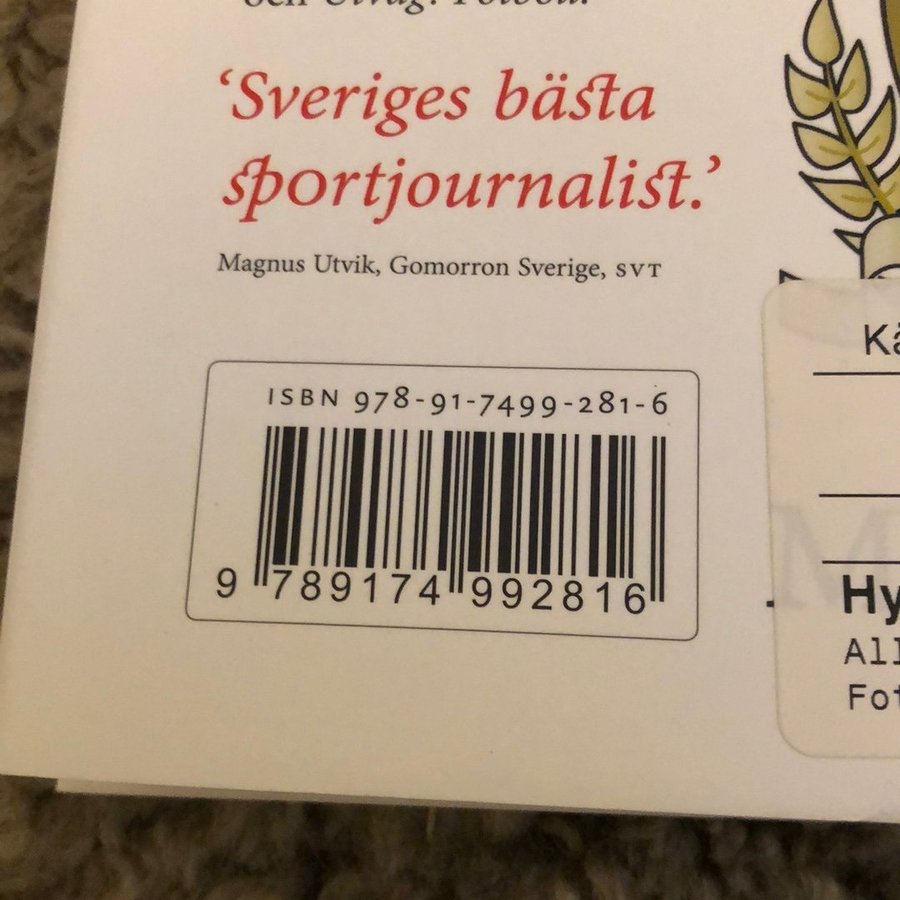 ‘Sveriges bästa
sportjournalist.’
Magnus Utvik, Gomorron Sverige, SVT
ISBN 978-91-7499-281-6
9 789174 992816
Kå
Hy
All
Fot